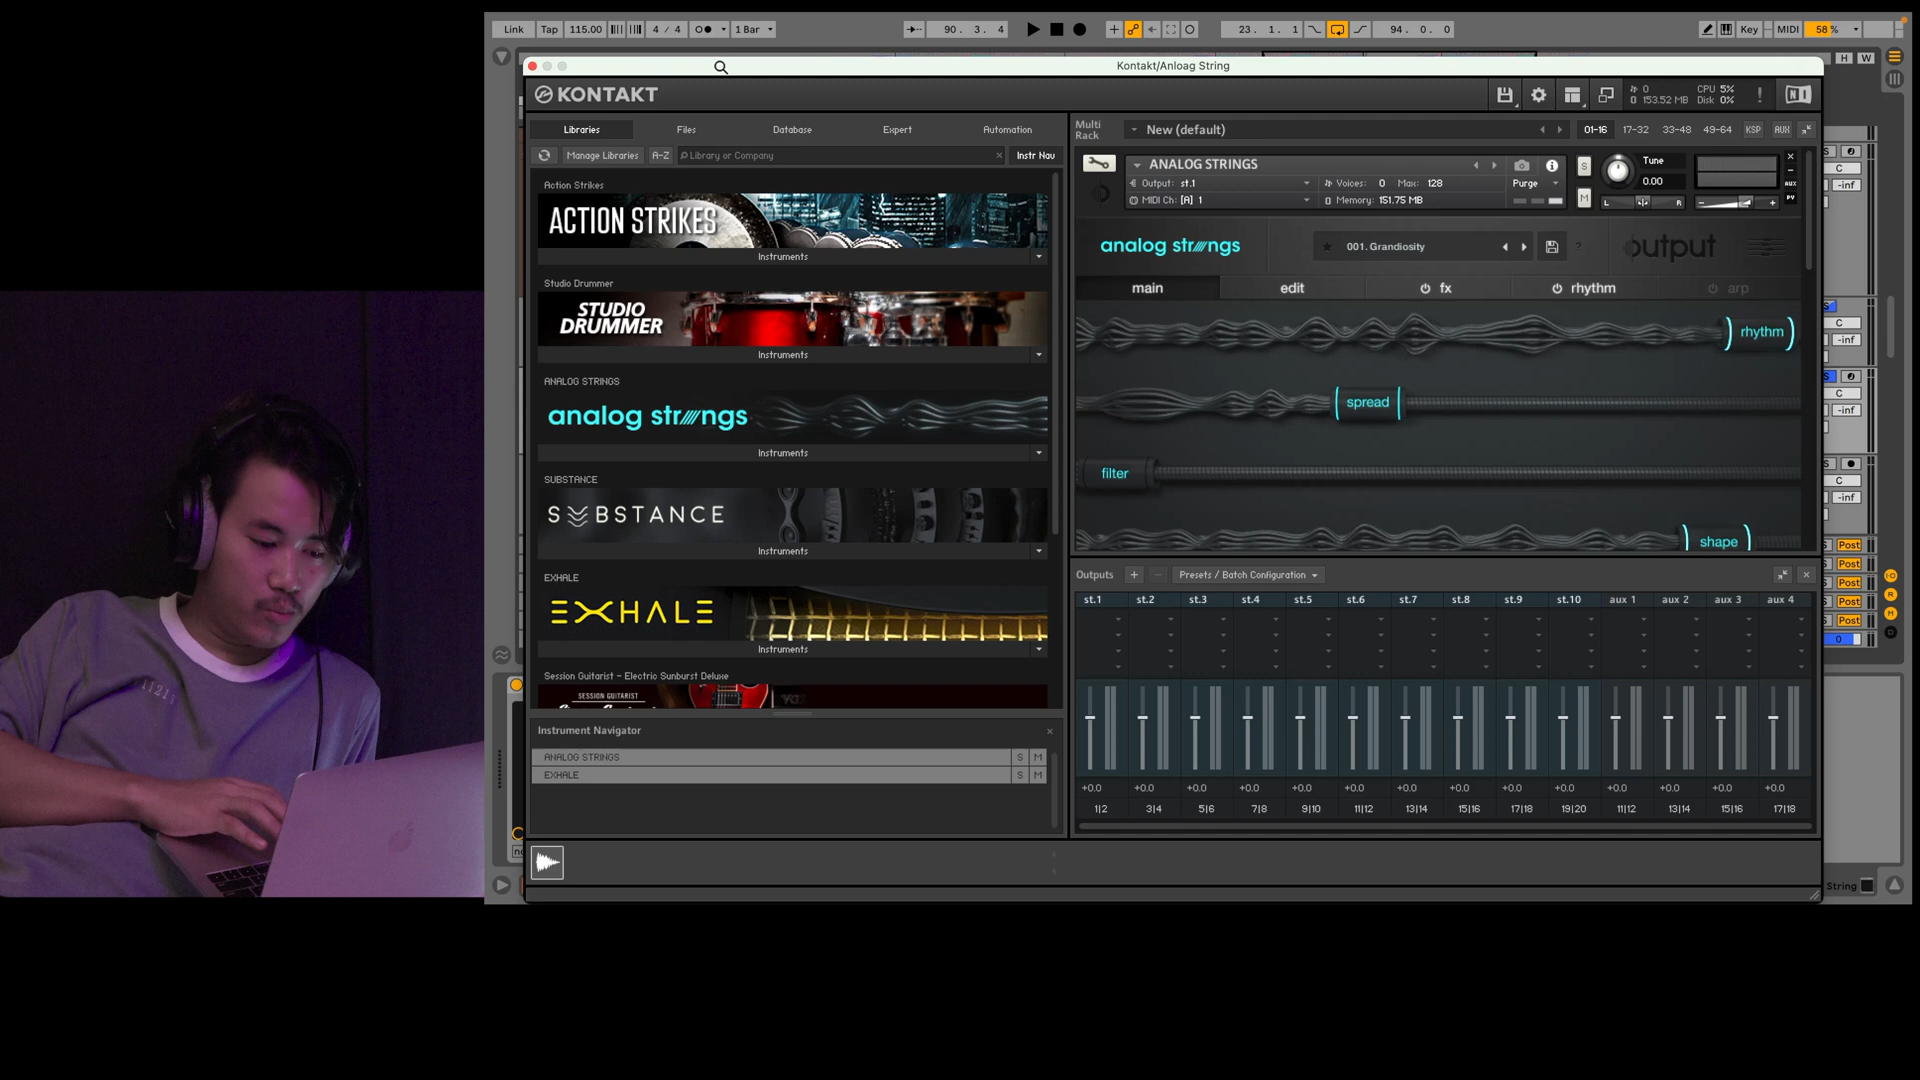 Link Tap 115.00 4 / 4 1 Bar 90. 3. 4 23. 1. 1 94. 0. 0 Key MIDI 58 %
H W
Kontakt/Anloag String
KONTAKT
0 CPU 5%
153.52 MB Disk 0%
Libraries Files Database Expert Automation
Manage Libraries A-Z Library or Company Instr Nav
Action Strikes
ACTION STRIKES
Instruments
Studio Drummer
STUDIO
DRUMMER
Instruments
ANALOG STRINGS
analog strings
Instruments
SUBSTANCE
SUBSTANCE
Instruments
EXHALE
EXHALE
Instruments
Session Guitarist - Electric Sunburst Deluxe
SESSION GUITARIST
Instrument Navigator
ANALOG STRINGS S M
EXHALE S M
Multi
Rack
New (default) 01-16 17-32 33-48 49-64 KSP AUX
ANALOG STRINGS
Output: st.1 Voices: 0 Max: 128 Purge
MIDI Ch: [A] 1 Memory: 151.75 MB
S
M
Tune
0.00
L R
AUX
PV
analog strings 001. Grandiosity ? output
main edit fx rhythm arp
rhythm
spread
filter
shape
Outputs Presets / Batch Configuration
st.1 st.2 st.3 st.4 st.5 st.6 st.7 st.8 st.9 st.10 aux 1 aux 2 aux 3 aux 4
+0.0 +0.0 +0.0 +0.0 +0.0 +0.0 +0.0 +0.0 +0.0 +0.0 +0.0 +0.0 +0.0 +0.0
1|2 3|4 5|6 7|8 9|10 11|12 13|14 15|16 17|18 19|20 11|12 13|14 15|16 17|18
S
C
-inf
S
C
-inf
S
C
-inf
S
C
-inf
Post
Post
Post
Post
Post
0
String